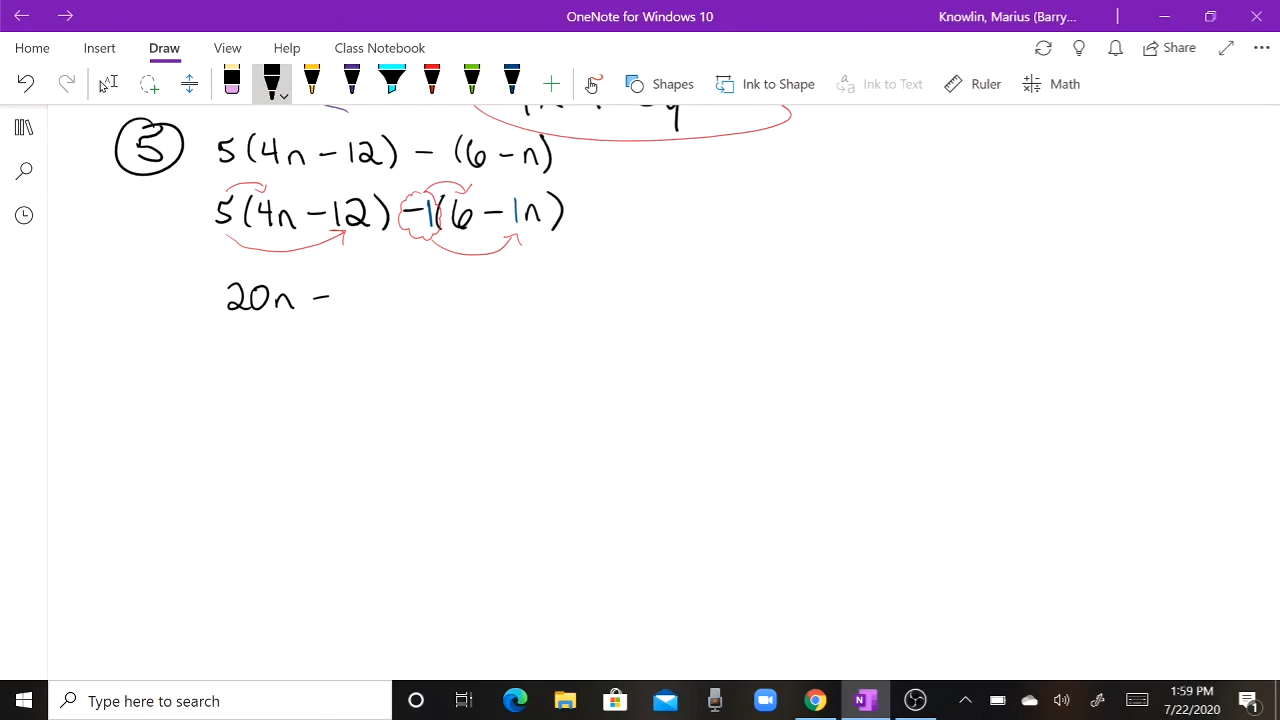 OneNote for Windows 10
Knowlin, Marius (Barry...
Home Insert Draw View Help Class Notebook Share
Shapes Ink to Shape Ink to Text Ruler Math
5 5(4n - 12) - (6 - n)
5(4n - 12) -1(6 - 1n)
20n -
Type here to search
1:59 PM
7/22/2020
1